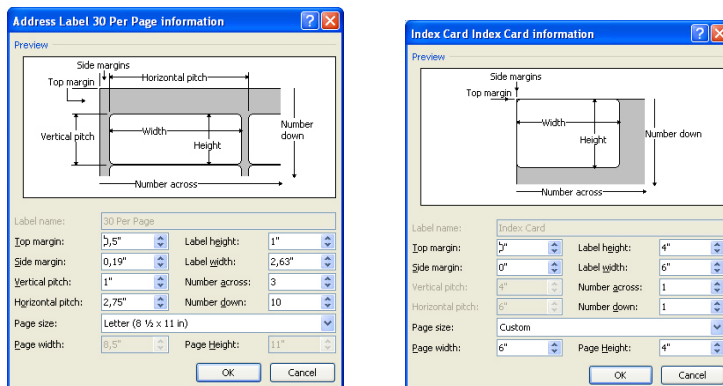 Address Label 30 Per Page information
Preview
Side margins
Top margin
Horizontal pitch
Vertical pitch
Width
Height
Number down
Number across
Label name: 30 Per Page
Top margin: 0,5" Label height: 1"
Side margin: 0,19" Label width: 2,63"
Vertical pitch: 1" Number across: 3
Horizontal pitch: 2,75" Number down: 10
Page size: Letter (8 ½ x 11 in)
Page width: 8,5" Page Height: 11"
OK Cancel
Index Card Index Card information
Preview
Side margins
Top margin
Width
Height
Number down
Number across
Label name: Index Card
Top margin: 0" Label height: 4"
Side margin: 0" Label width: 6"
Vertical pitch: 4" Number across: 1
Horizontal pitch: 6" Number down: 1
Page size: Custom
Page width: 6" Page Height: 4"
OK Cancel